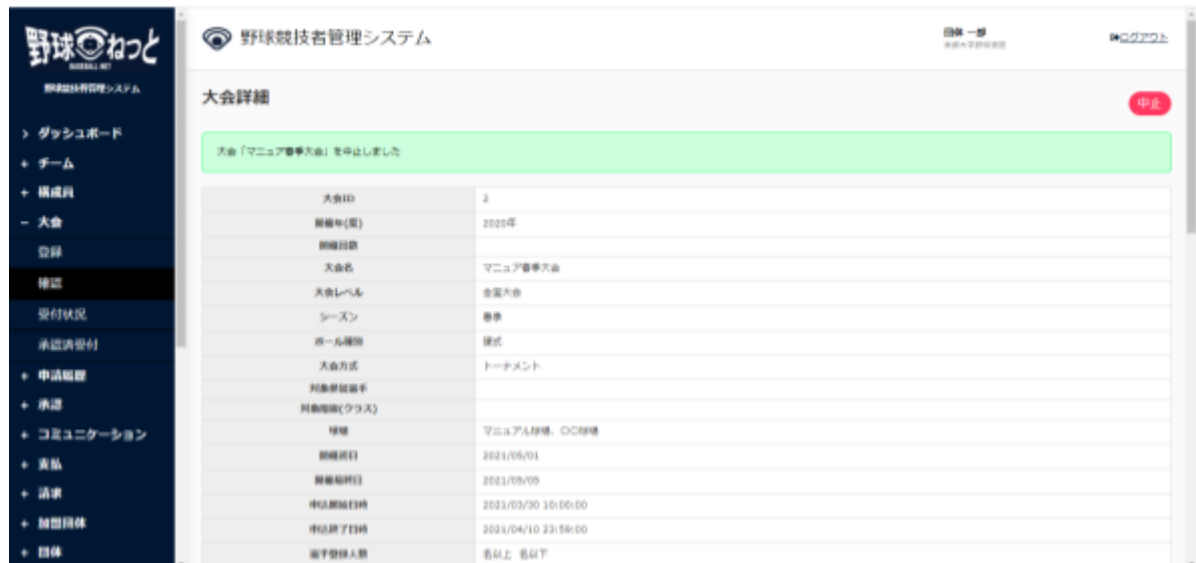 野球ねっと
BASEBALL NET
野球競技者管理システム
ダッシュボード
+ チーム
+ 構成員
- 大会
登録
確認
受付状況
承認済受付
+ 申請履歴
+ 承認
+ コミュニケーション
+ 支払
+ 請求
+ 加盟団体
+ 団体
野球競技者管理システム
団体 一部
ログアウト
大会詳細
中止
大会「マニュア春季大会」を中止しました
大会ID 2
開催年(度) 2020年
開催日数
大会名 マニュア春季大会
大会レベル 全国大会
シーズン 春季
ボール種別 硬式
大会方式 トーナメント
対象登録選手
対象階級(クラス)
球場 マニュアル球場、〇〇球場
開催初日 2021/05/01
開催最終日 2021/05/05
申込開始日時 2021/03/30 10:00:00
申込終了日時 2021/04/10 23:59:00
選手登録人数 名以上 名以下